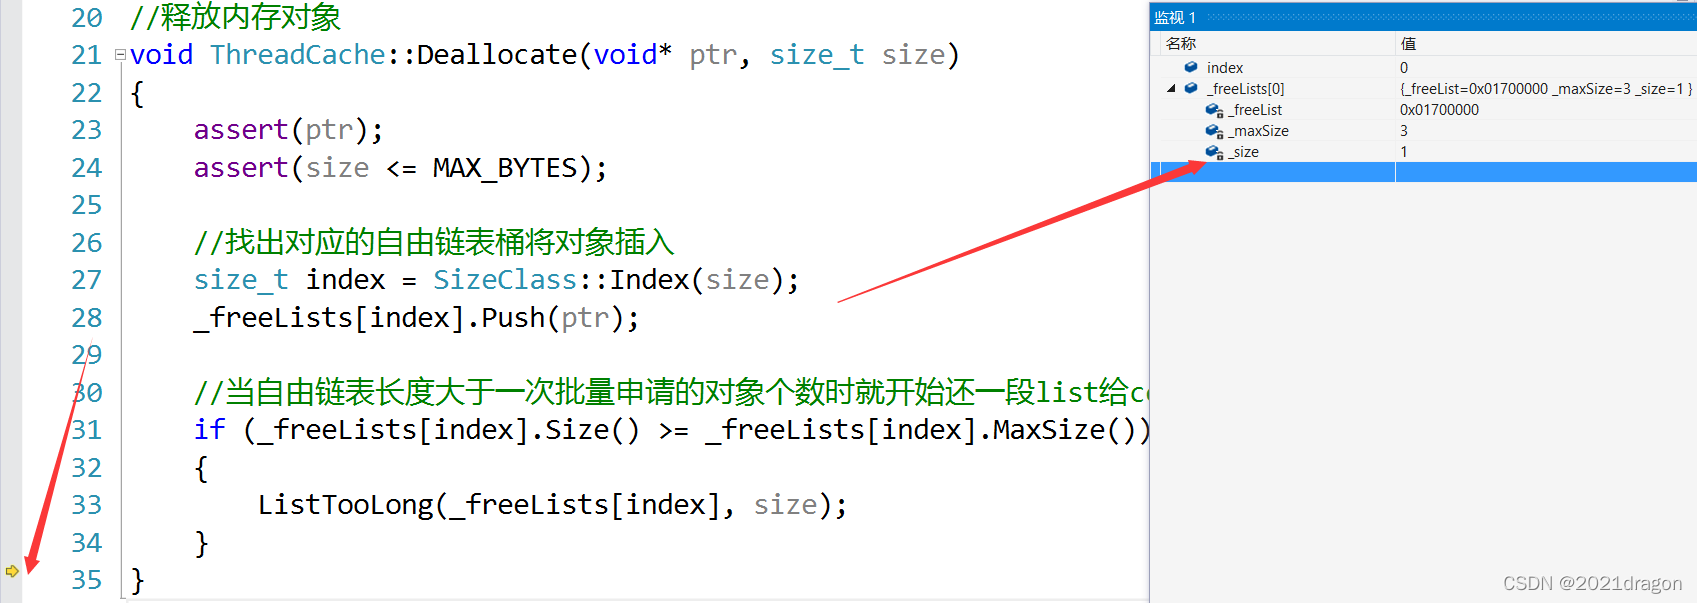 20 //释放内存对象
21 void ThreadCache::Deallocate(void* ptr, size_t size)
22 {
23 assert(ptr);
24 assert(size <= MAX_BYTES);
25
26 //找出对应的自由链表桶将对象插入
27 size_t index = SizeClass::Index(size);
28 _freeLists[index].Push(ptr);
29
30 //当自由链表长度大于一次批量申请的对象个数时就开始还一段list给c
31 if (_freeLists[index].Size() >= _freeLists[index].MaxSize())
32 {
33 ListTooLong(_freeLists[index], size);
34 }
35 }
监视 1
名称 值
index 0
_freeLists[0] {_freeList=0x01700000 _maxSize=3 _size=1 }
_freeList 0x01700000
_maxSize 3
_size 1
CSDN @2021dragon